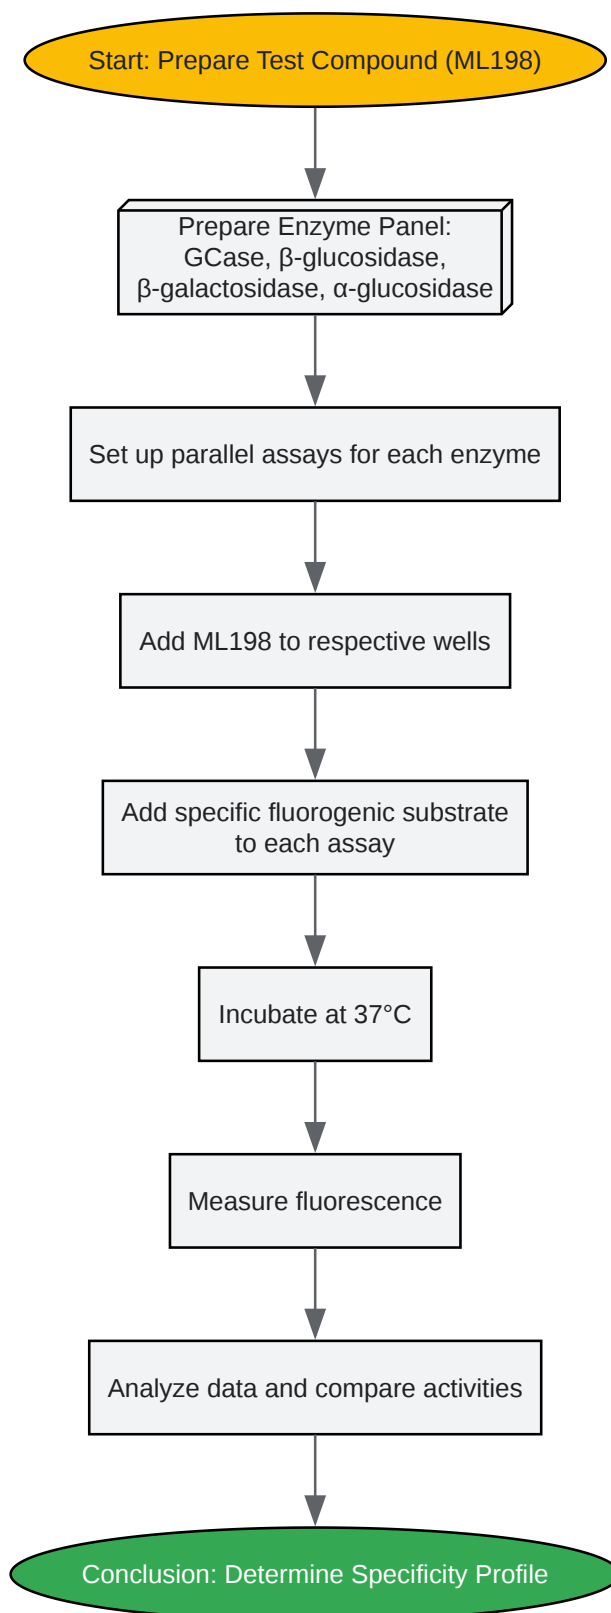 Start: Prepare Test Compound (ML198)
Prepare Enzyme Panel:
GCase, β-glucosidase,
β-galactosidase, α-glucosidase
Set up parallel assays for each enzyme
Add ML198 to respective wells
Add specific fluorogenic substrate
to each assay
Incubate at 37°C
Measure fluorescence
Analyze data and compare activities
Conclusion: Determine Specificity Profile